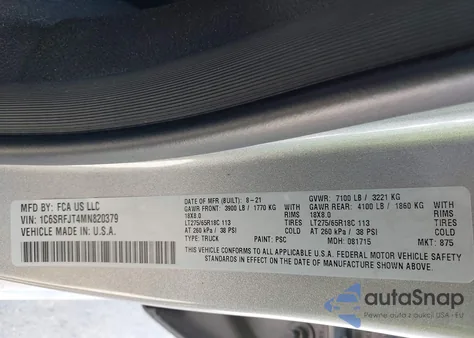 MFD BY: FCA US LLC
VIN: 1C6SRFJT4MN820379
VEHICLE MADE IN: U.S.A.
DATE OF MFR (BUILT): 8-21
GVWR: 7100 LB / 3221 KG
GAWR FRONT: 3900 LB / 1770 KG WITH
GAWR REAR: 4100 LB / 1860 KG WITH
18X8.0 RIMS
18X8.0 RIMS
LT275/65R18C 113 TIRES
LT275/65R18C 113 TIRES
AT 260 kPa / 38 PSI COLD
AT 260 kPa / 38 PSI COLD
TYPE: TRUCK PAINT: PSC MDH: 081715 MKT: 875
THIS VEHICLE CONFORMS TO ALL APPLICABLE U.S.A. FEDERAL MOTOR VEHICLE SAFETY
STANDARDS IN EFFECT ON THE DATE OF MANUFACTURE SHOWN ABOVE
autoSnap
Salvage auctions USA - EU